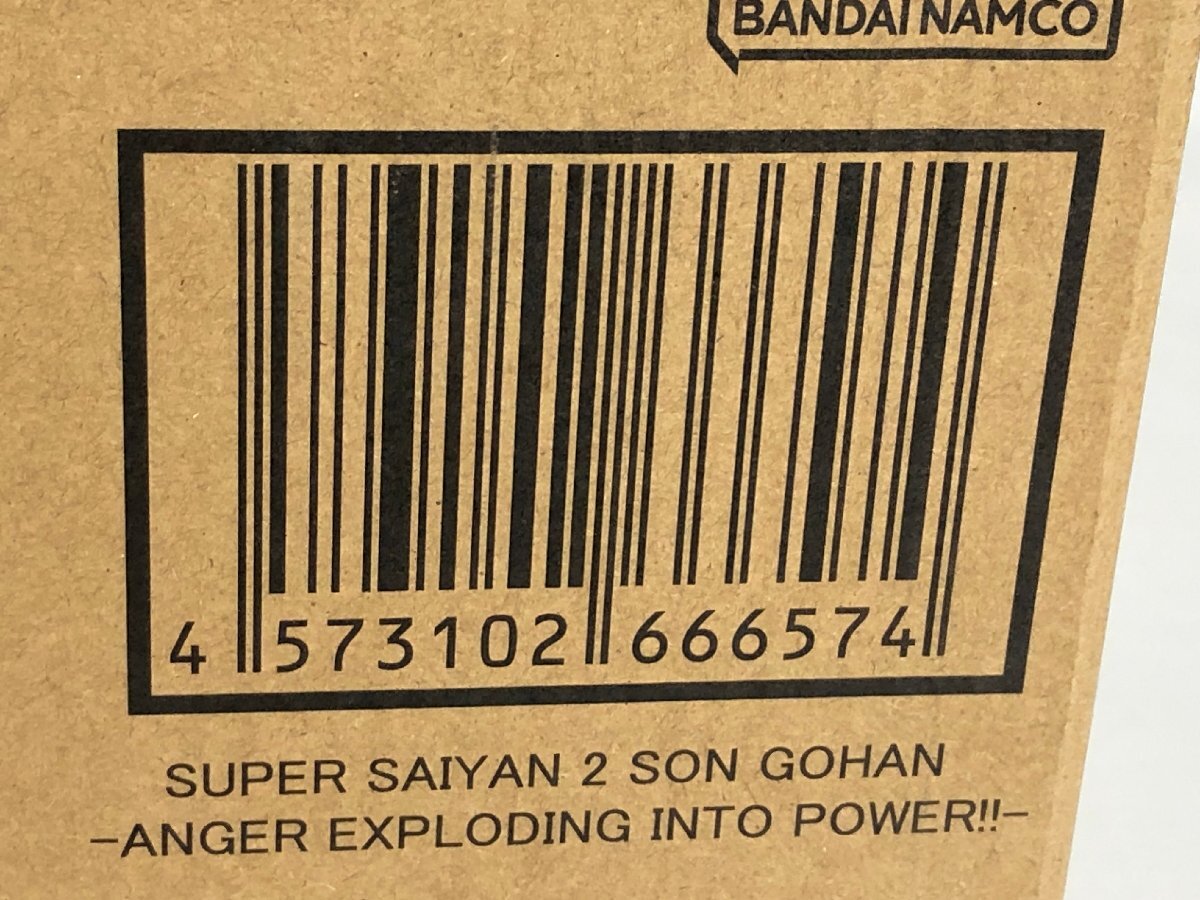 BANDAI NAMCO
4 573102 666574
SUPER SAIYAN 2 SON GOHAN
-ANGER EXPLODING INTO POWER!!-